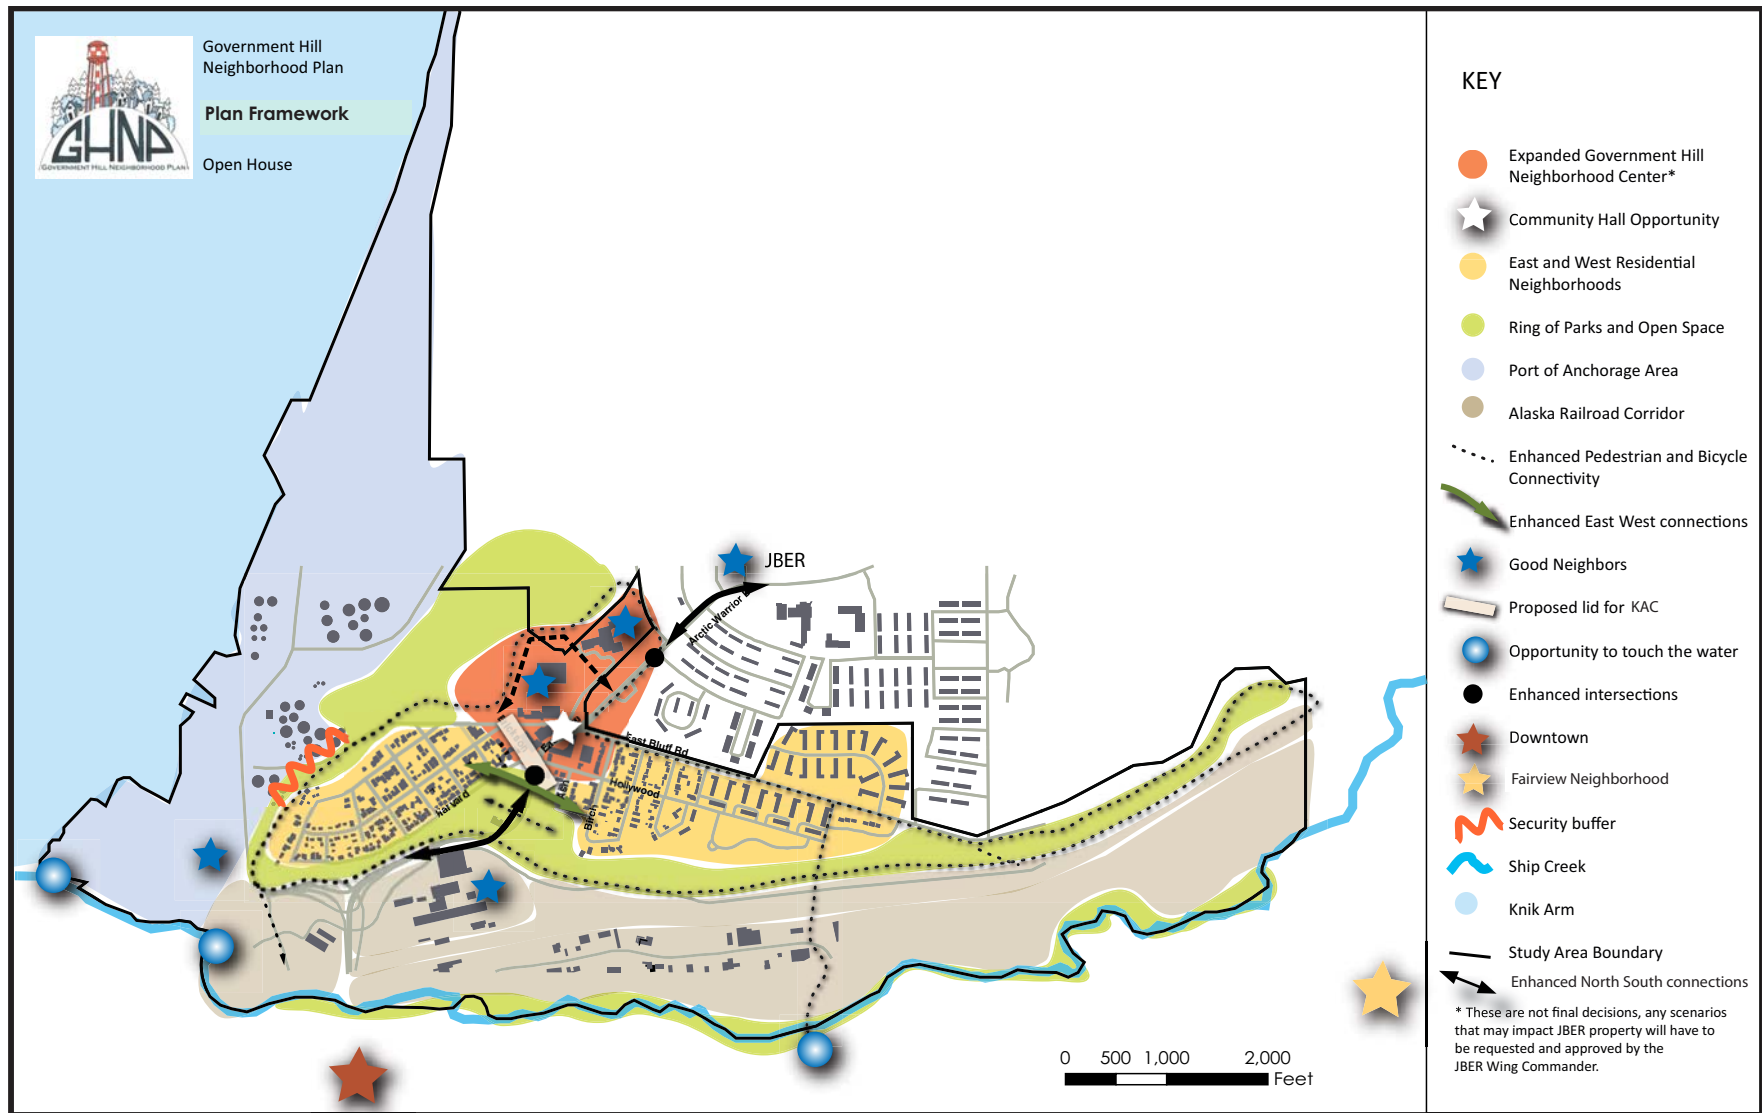 Government Hill
Neighborhood Plan
Plan Framework
Open House
GHNP
GOVERNMENT HILL NEIGHBORHOOD PLAN
JBER
Arctic Warrior
East Bluff Rd
Hollywood
Birch
Ash
Harvard
0 500 1,000 2,000
Feet
KEY
Expanded Government Hill
Neighborhood Center*
Community Hall Opportunity
East and West Residential
Neighborhoods
Ring of Parks and Open Space
Port of Anchorage Area
Alaska Railroad Corridor
Enhanced Pedestrian and Bicycle
Connectivity
Enhanced East West connections
Good Neighbors
Proposed lid for KAC
Opportunity to touch the water
Enhanced intersections
Downtown
Fairview Neighborhood
Security buffer
Ship Creek
Knik Arm
Study Area Boundary
Enhanced North South connections
* These are not final decisions, any scenarios
that may impact JBER property will have to
be requested and approved by the
JBER Wing Commander.